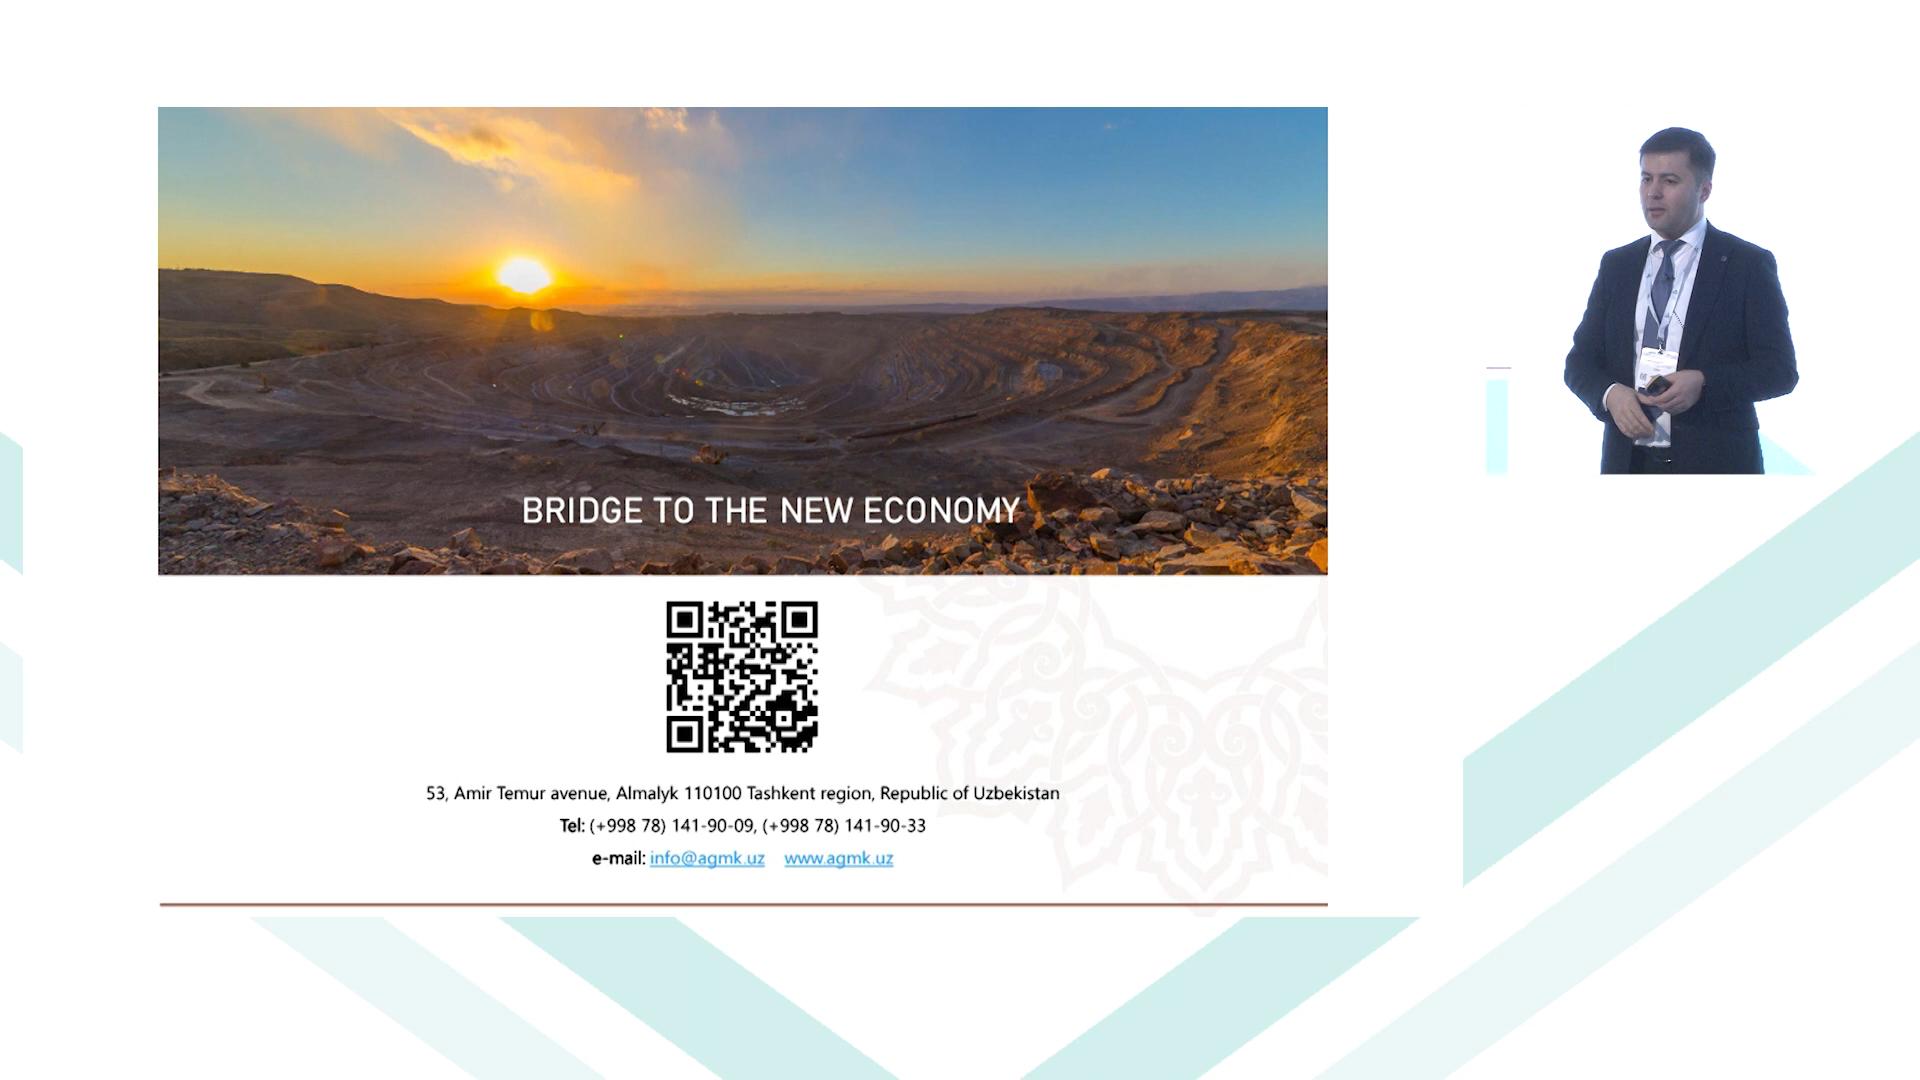 BRIDGE TO THE NEW ECONOMY
53, Amir Temur avenue, Almalyk 110100 Tashkent region, Republic of Uzbekistan
Tel: (+998 78) 141-90-09, (+998 78) 141-90-33
e-mail: info@agmk.uz www.agmk.uz